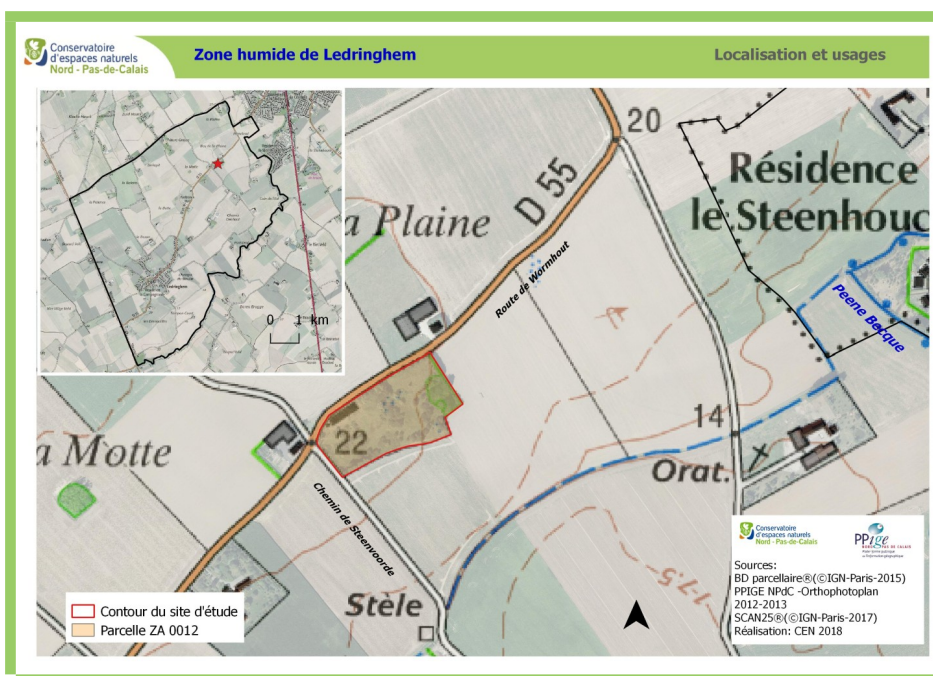 Conservatoire
d'espaces naturels
Nord - Pas-de-Calais
Zone humide de Ledringhem
Localisation et usages
0 1 km
20
Résidence
le Steenhouc
D 55
a Plaine
Route de Wormhout
Peene Becque
22
14
a Motte
Orat.
Chemin de Steenvoorde
Stèle
17.5
Contour du site d'étude
Parcelle ZA 0012
Conservatoire
d'espaces naturels
Nord - Pas-de-Calais
PPige
Sources:
BD parcellaire®(©IGN-Paris-2015)
PPIGE NPdC -Orthophotoplan
2012-2013
SCAN25®(©IGN-Paris-2017)
Réalisation: CEN 2018